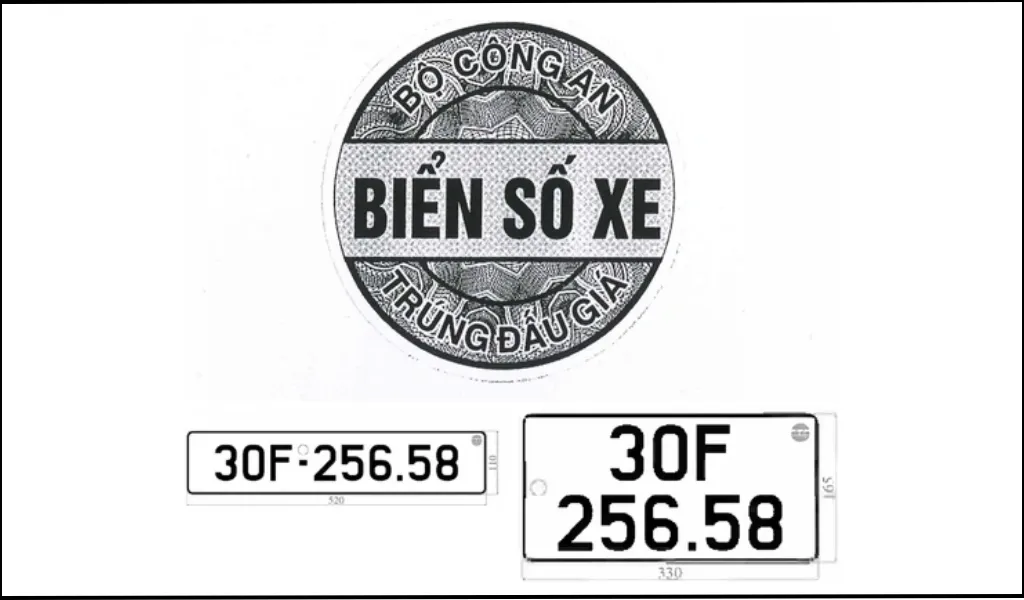 BỘ CÔNG AN
BIỂN SỐ XE
TRÚNG ĐẤU GIÁ
30F-256.58
110
520
30F
256.58
165
330